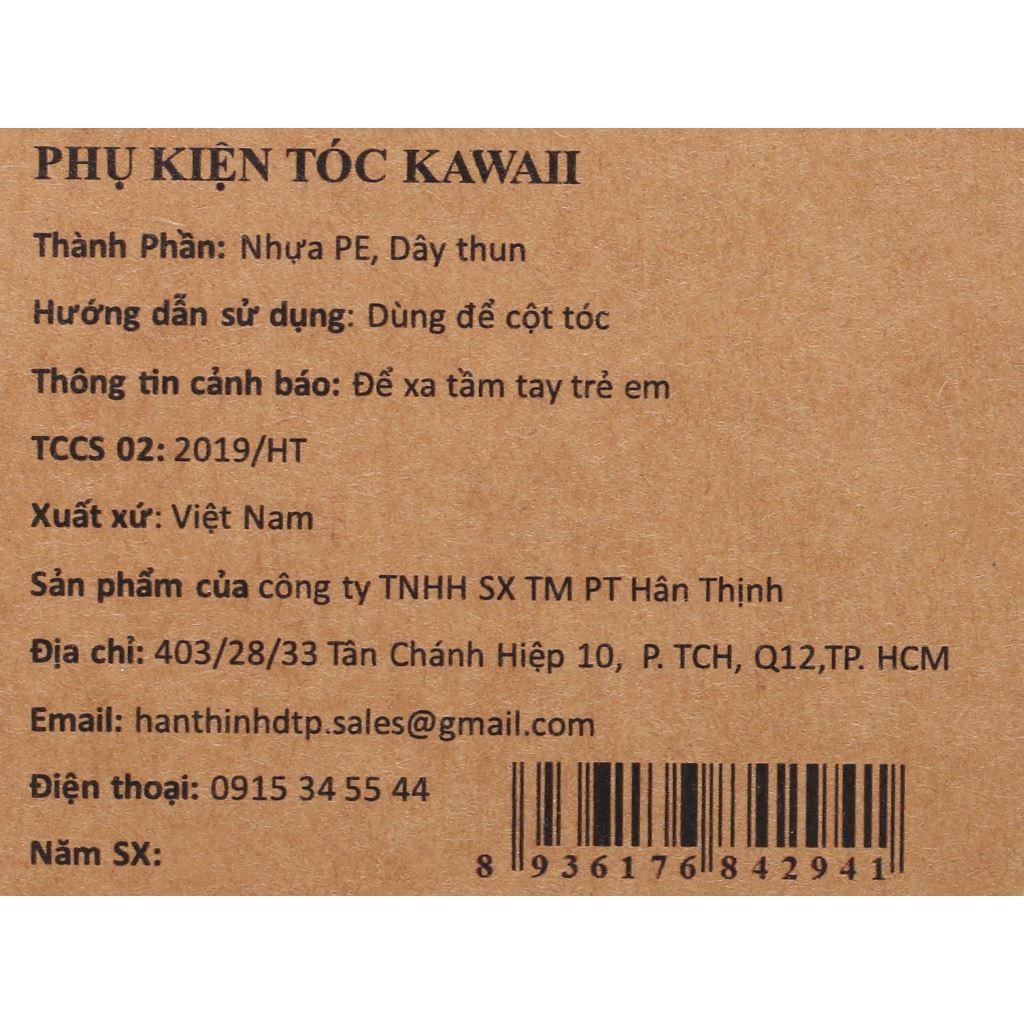 PHỤ KIỆN TÓC KAWAII
Thành Phần: Nhựa PE, Dây thun
Hướng dẫn sử dụng: Dùng để cột tóc
Thông tin cảnh báo: Để xa tầm tay trẻ em
TCCS 02: 2019/HT
Xuất xứ: Việt Nam
Sản phẩm của công ty TNHH SX TM PT Hân Thịnh
Địa chỉ: 403/28/33 Tân Chánh Hiệp 10, P. TCH, Q12,TP. HCM
Email: hanthinhdtp.sales@gmail.com
Điện thoại: 0915 34 55 44
Năm SX:
8 936176 842941